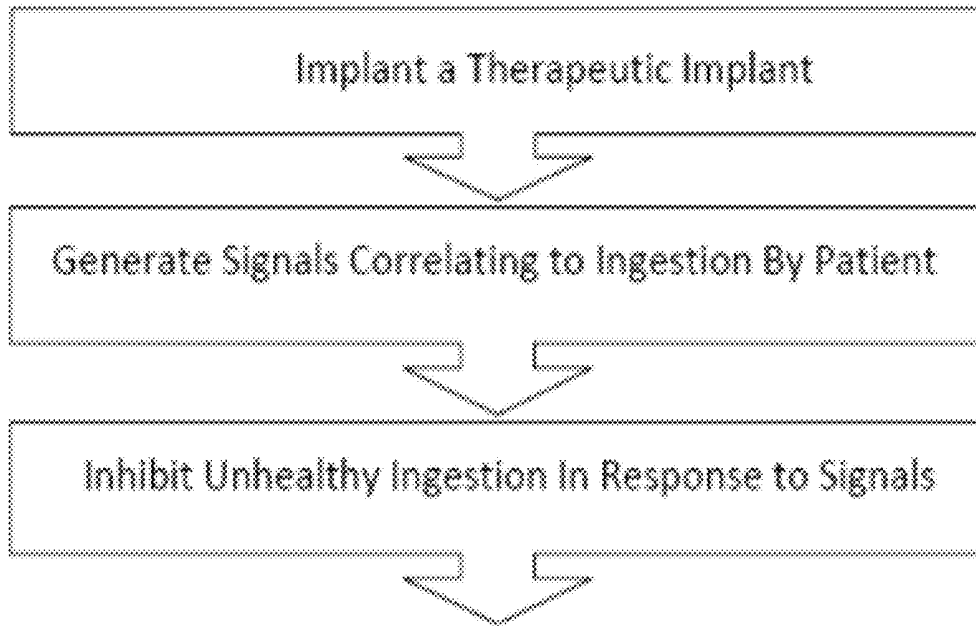 Implant a Therapeutic Implant
Generate Signals Correlating to Ingestion By Patient
Inhibit Unhealthy Ingestion In Response to Signals